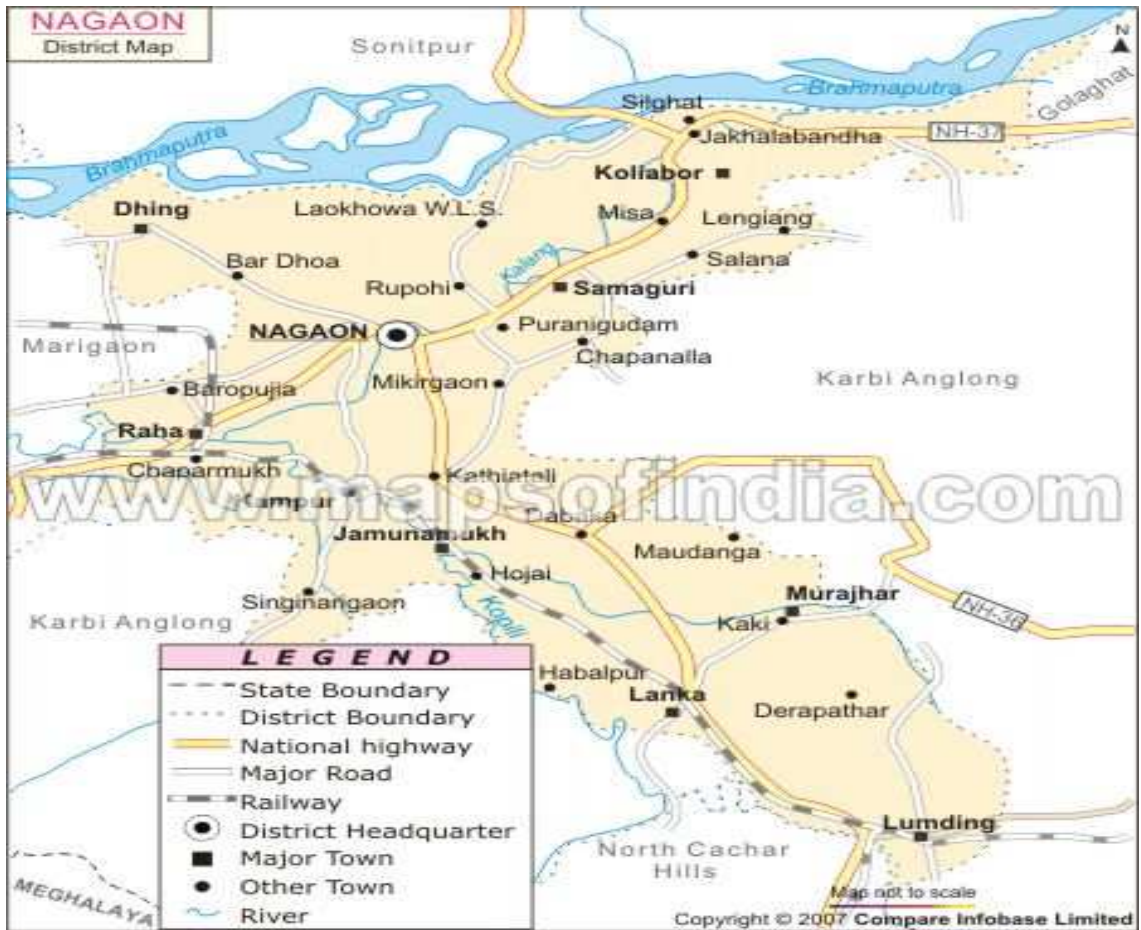 NAGAON
District Map
Sonitpur
N
Brahmaputra
Golaghat
Silghat
Jakhalabandha
NH-37
Brahmaputra
Koliabor
Dhing
Laokhowa W.L.S.
Misa
Lengiang
Bar Dhoa
Kalang
Salana
Rupohi
Samaguri
NAGAON
Puranigudam
Marigaon
Chapanalla
Mikirgaon
Karbi Anglong
Baropujia
Raha
Chaparmukh
Kathiatali
www.mapsofindia.com
Kampur
Dabaka
Jamunamukh
Maudanga
Hojai
Singinangaon
Murajhar
NH-36
Karbi Anglong
Kopili
Kaki
LEGEND
Habalpur
State Boundary
Lanka
Derapathar
District Boundary
National highway
Major Road
Railway
District Headquarter
Lumding
Major Town
North Cachar
Hills
Other Town
MEGHALAYA
River
Map not to scale
Copyright © 2007 Compare Infobase Limited